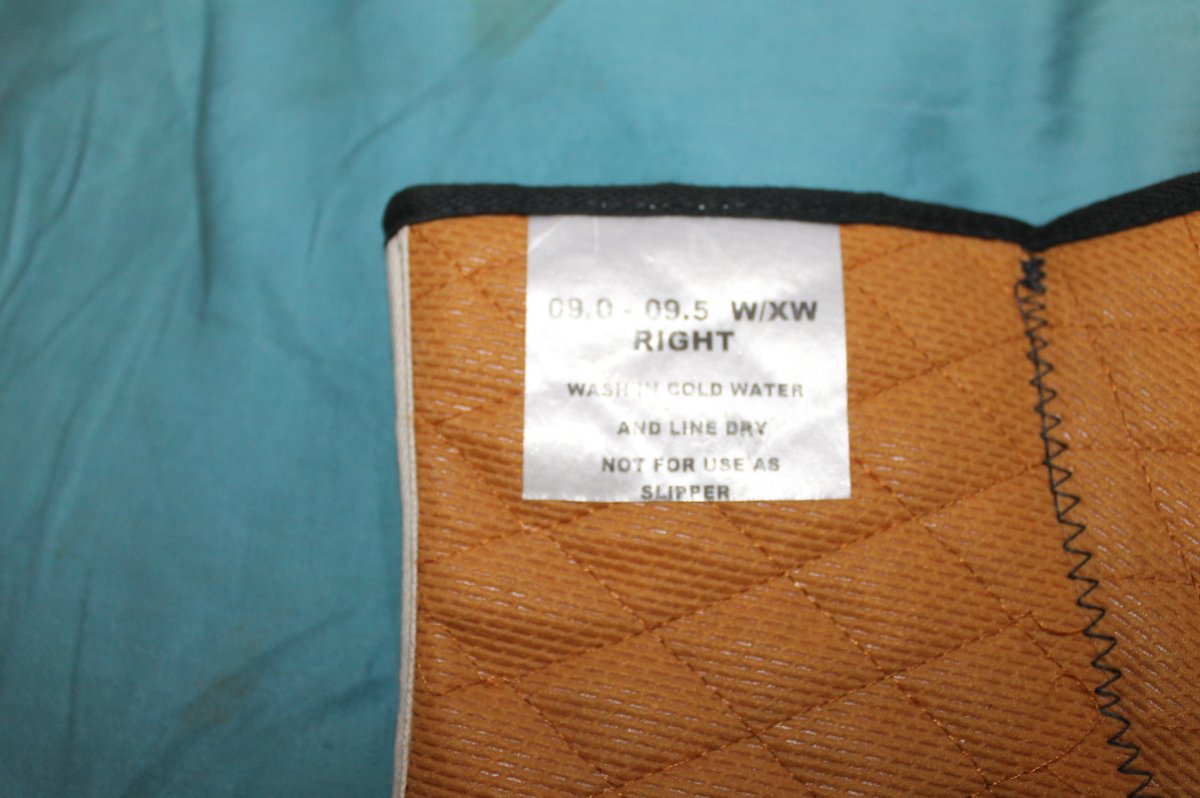 09.0 - 09.5 W/XW
RIGHT
WASH IN COLD WATER
AND LINE DRY
NOT FOR USE AS
SLIPPER